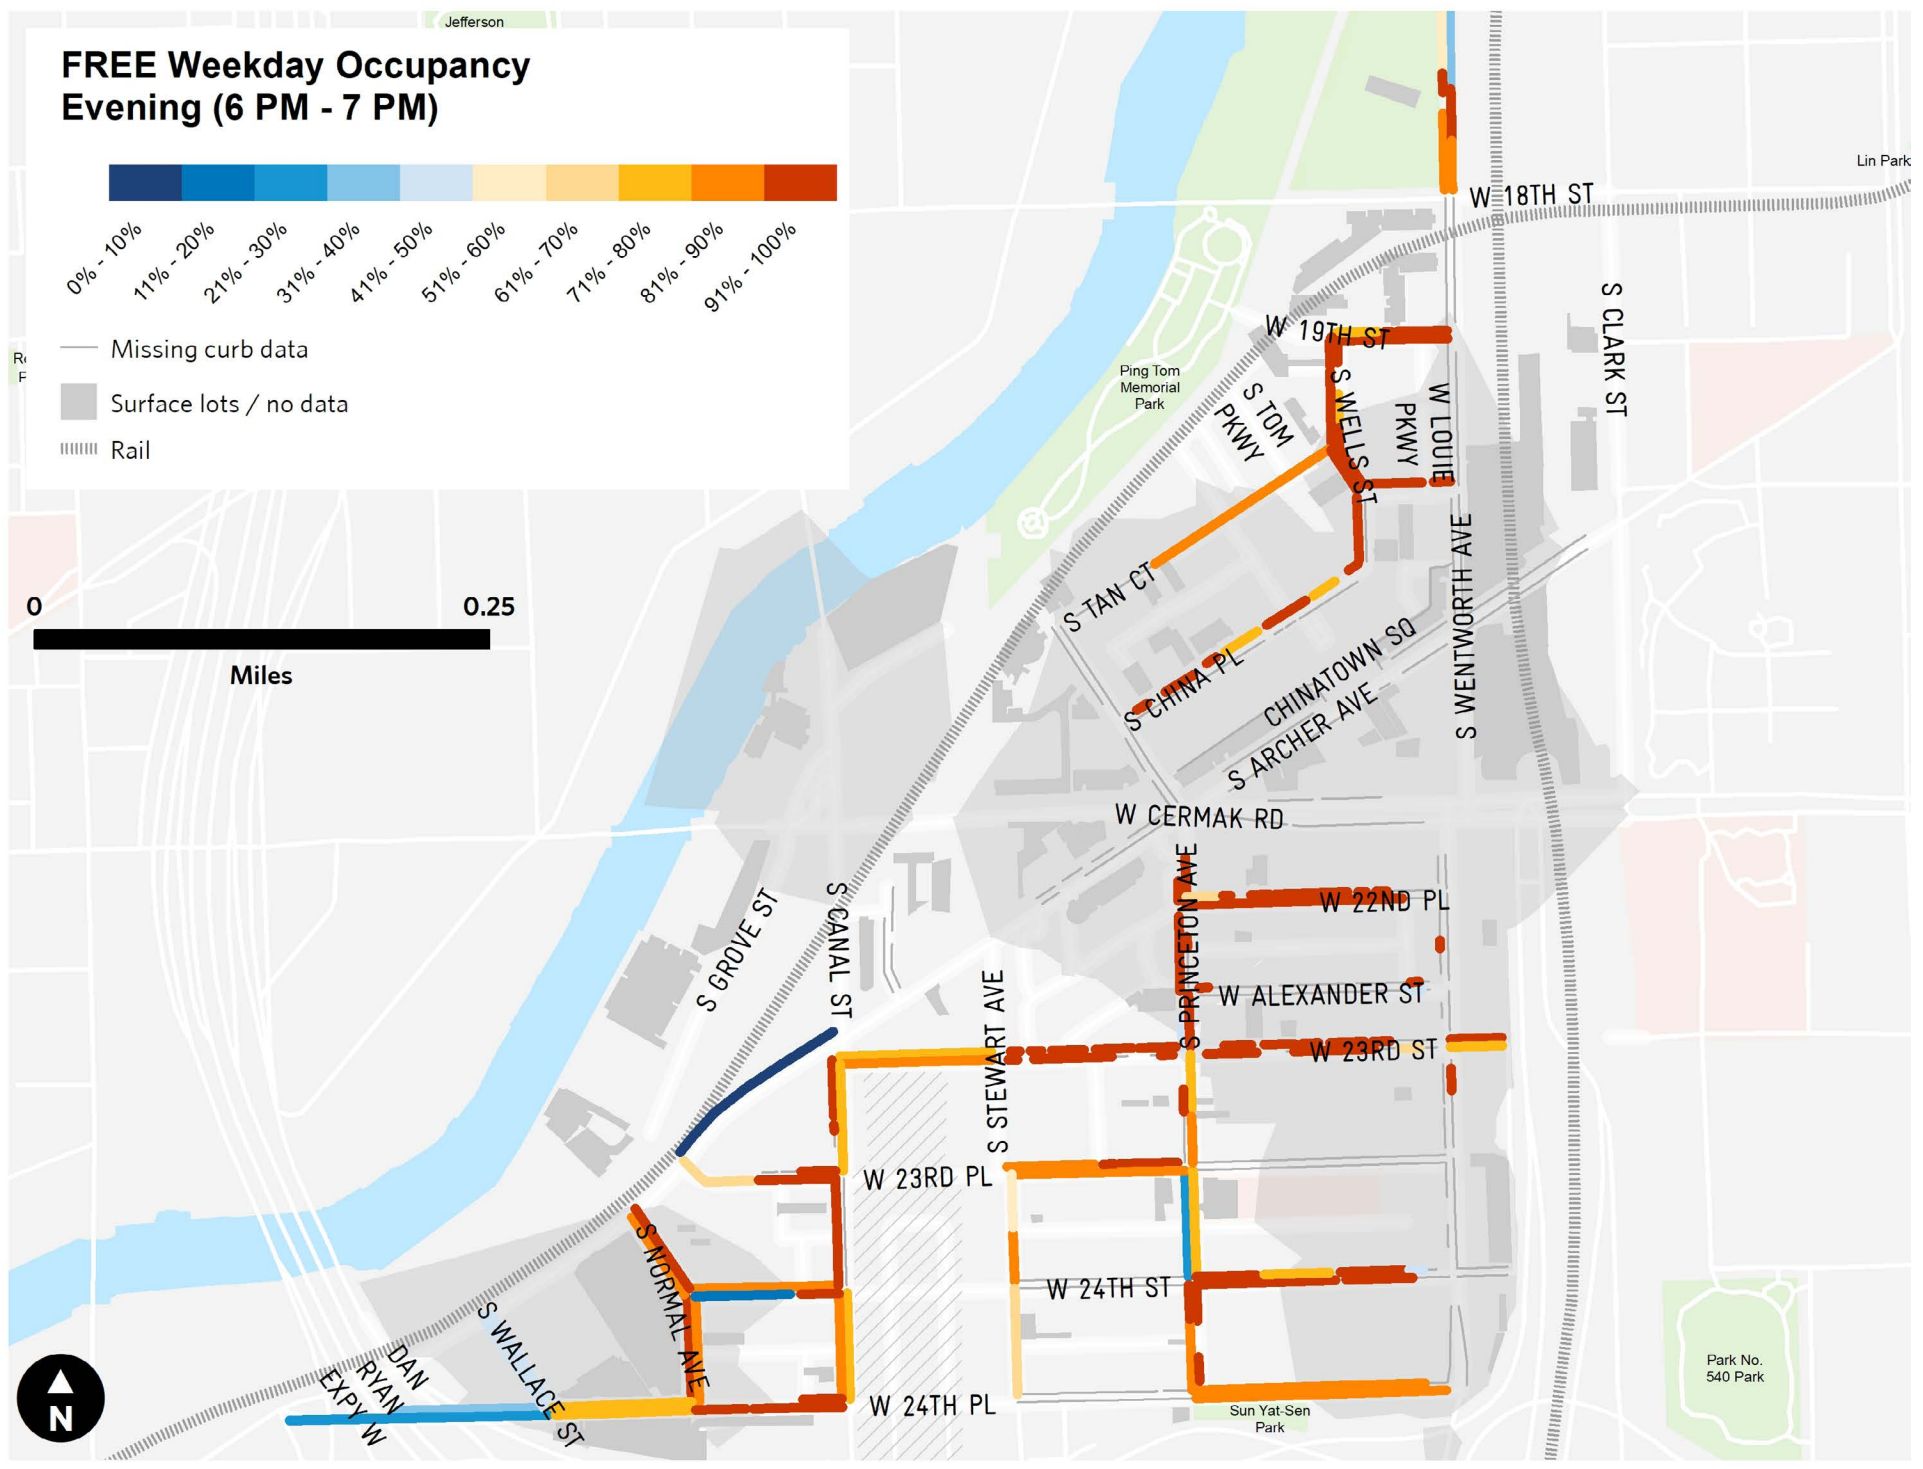 Jefferson
FREE Weekday Occupancy
Evening (6 PM - 7 PM)
0% - 10%
11% - 20%
21% - 30%
31% - 40%
41% - 50%
51% - 60%
61% - 70%
71% - 80%
81% - 90%
91% - 100%
Missing curb data
Surface lots / no data
Rail
0
0.25
Miles
Lin Park
W 18TH ST
S CLARK ST
W 19TH ST
Ping Tom
Memorial
Park
S TOM
PKWY
S WELLS ST
W LOUIE
PKWY
S TAN CT
S WENTWORTH AVE
S CHINA PL
CHINATOWN SQ
S ARCHER AVE
W CERMAK RD
S PRINCETON AVE
W 22ND PL
S GROVE ST
S CANAL ST
S STEWART AVE
W ALEXANDER ST
W 23RD ST
W 23RD PL
S NORMAL AVE
W 24TH ST
S WALLACE ST
DAN
RYAN
EXPY W
W 24TH PL
Sun Yat-Sen
Park
Park No.
540 Park
N